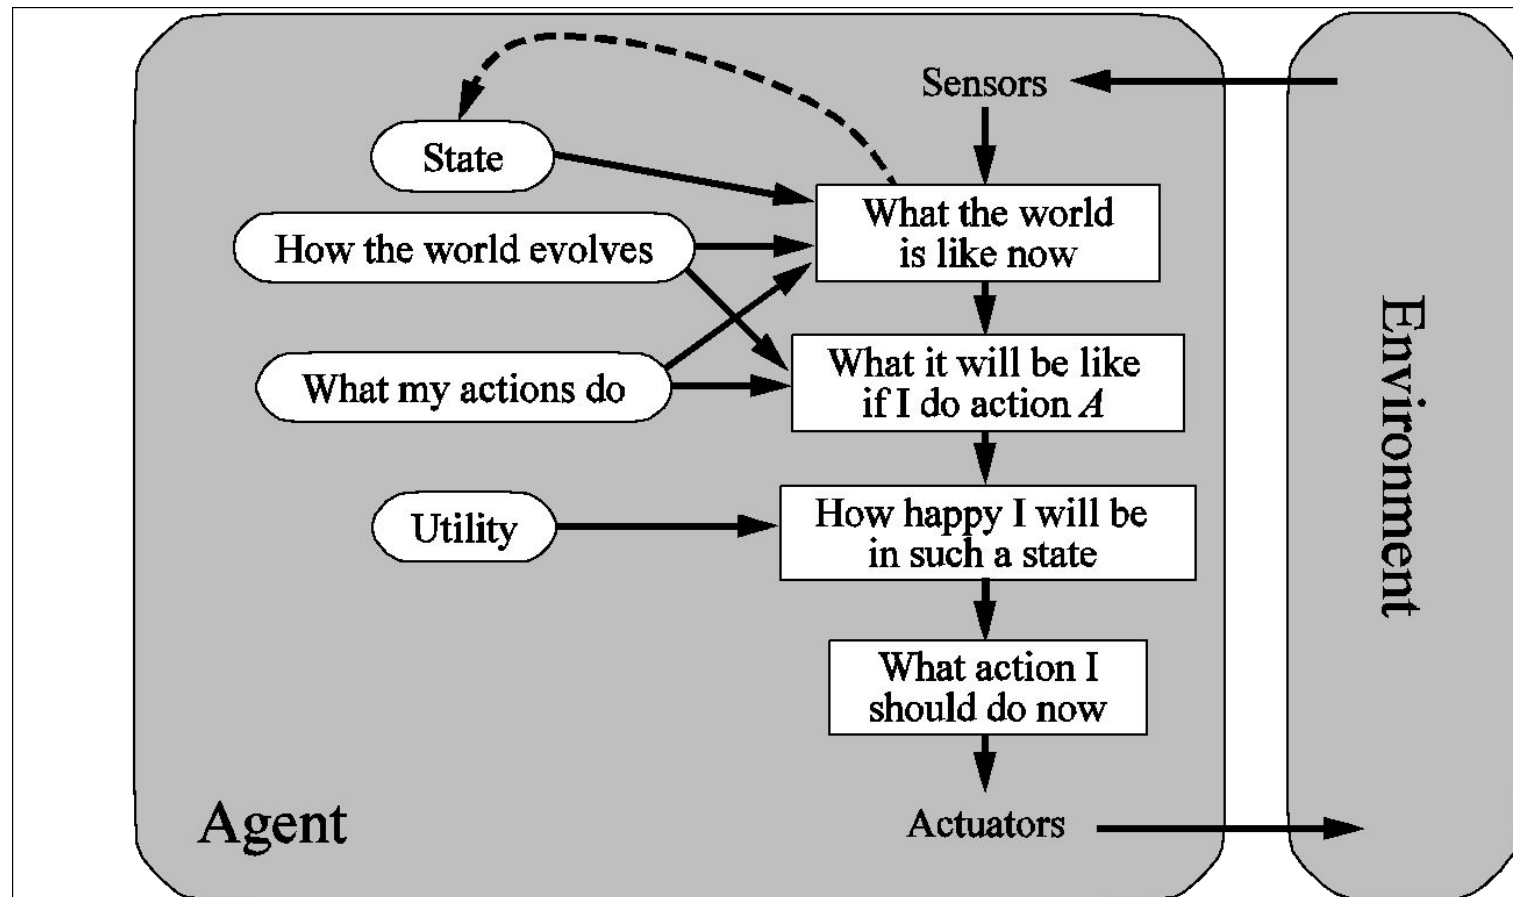 Sensors
State
What the world
is like now
How the world evolves
What it will be like
if I do action A
What my actions do
How happy I will be
in such a state
Utility
What action I
should do now
Agent
Actuators
Environment